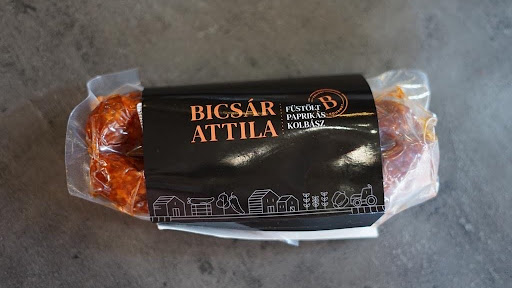 BICSÁR
ATTILA
FÜSTÖLT
PAPRIKÁS
KOLBÁSZ
B